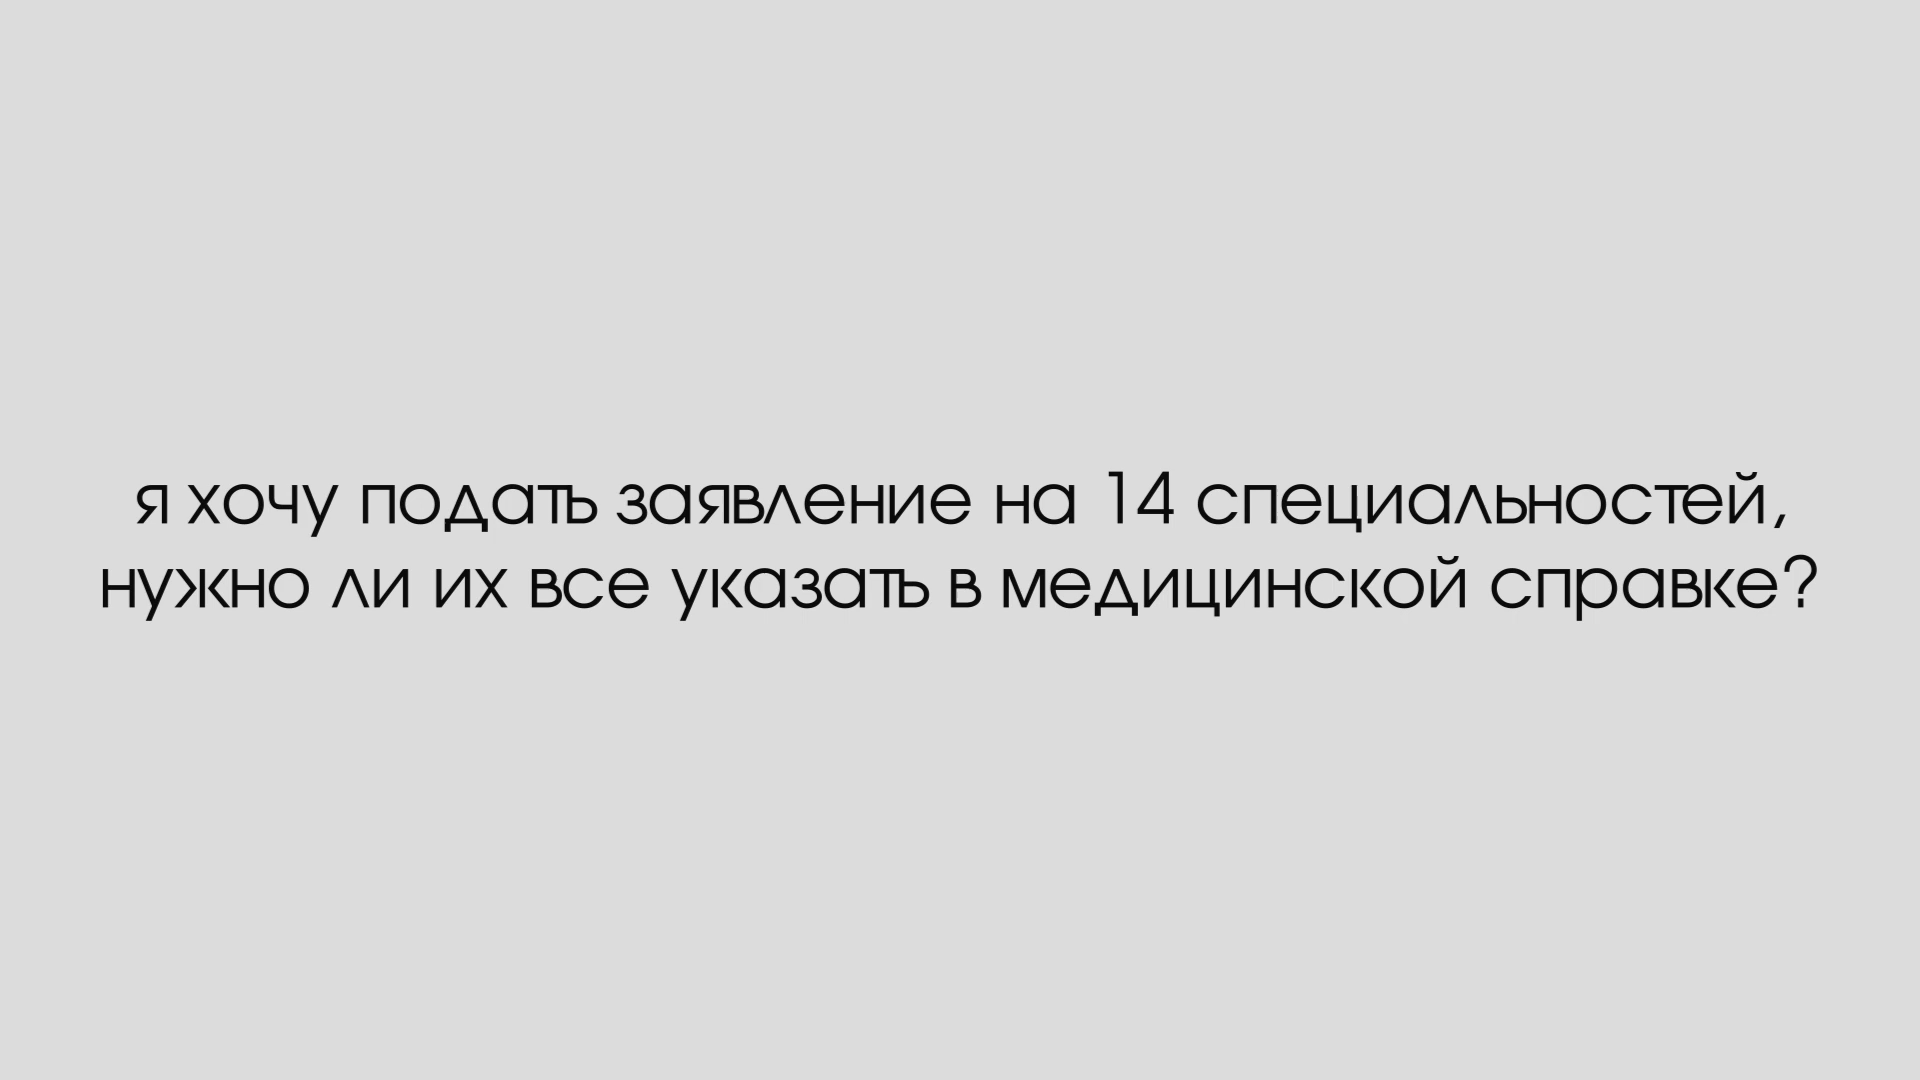 я хочу подать заявление на 14 специальностей,
нужно ли их все указать в медицинской справке?